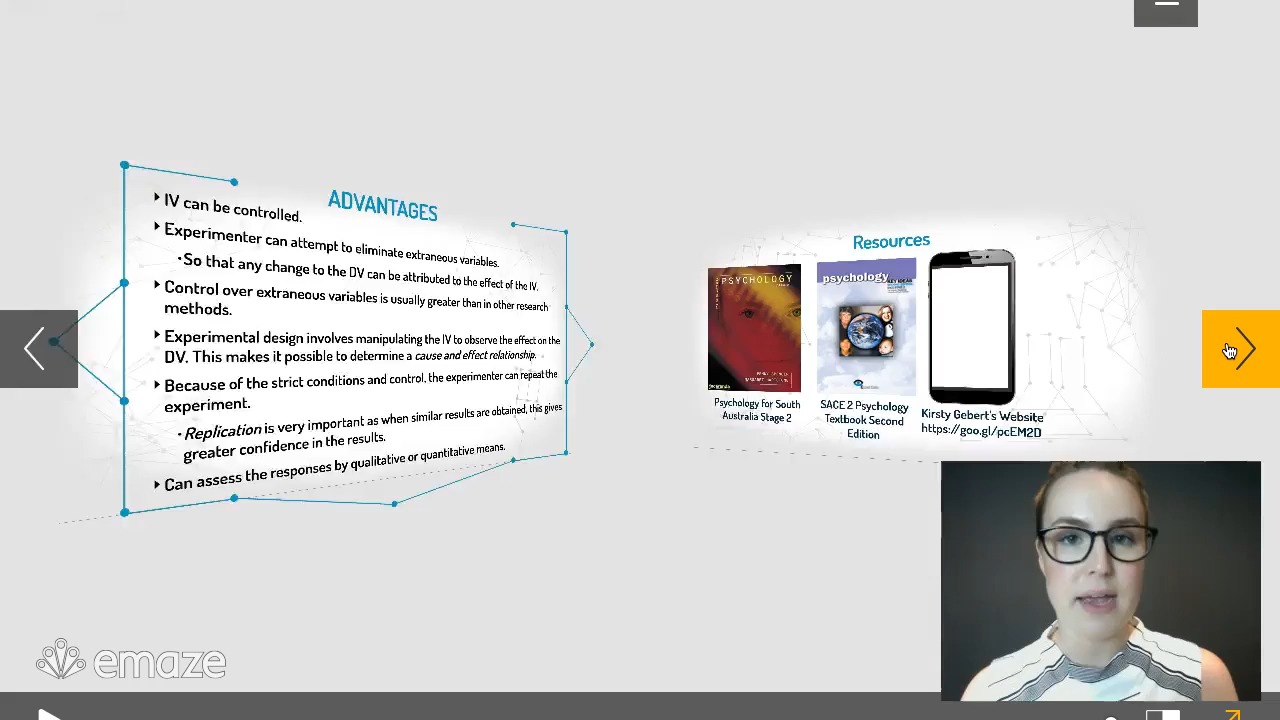 ADVANTAGES
IV can be controlled.
Experimenter can attempt to eliminate extraneous variables.
So that any change to the DV can be attributed to the effect of the IV.
Control over extraneous variables is usually greater than in other research
methods.
Experimental design involves manipulating the IV to observe the effect on the
DV. This makes it possible to determine a cause and effect relationship.
Because of the strict conditions and control, the experimenter can repeat the
experiment.
Replication is very important as when similar results are obtained, this gives
greater confidence in the results.
Can assess the responses by qualitative or quantitative means.
Resources
PSYCHOLOGY
psychology
KEY IDEAS
Psychology for South
Australia Stage 2
SACE 2 Psychology
Textbook Second
Edition
Kirsty Gebert's Website
https://goo.gl/pcEM2D
emaze